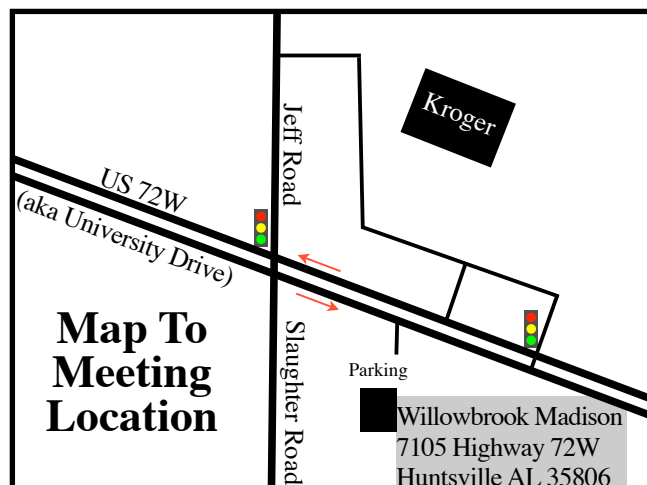 Kroger
Jeff Road
US 72W
(aka University Drive)
Map To
Meeting
Location
Slaughter Road
Parking
Willowbrook Madison
7105 Highway 72W
Huntsville AL 35806